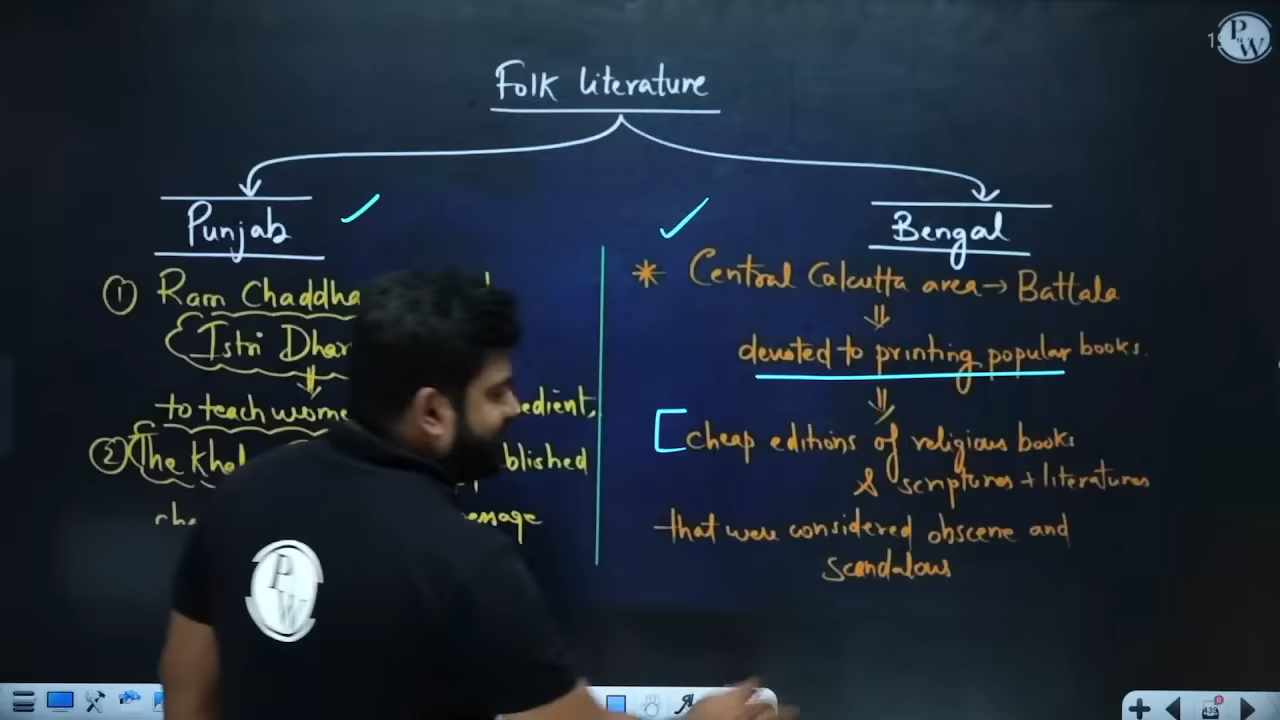 Folk Literature
Punjab
① Ram Chaddha
Istri Dhar
to teach wome edient,
② The Khal blished
essage
Bengal
* Central Calcutta area → Battala
devoted to printing popular books.
cheap editions of religious books
& scriptures + literatures
that were considered obscene and
scandalous
PW
PW
439